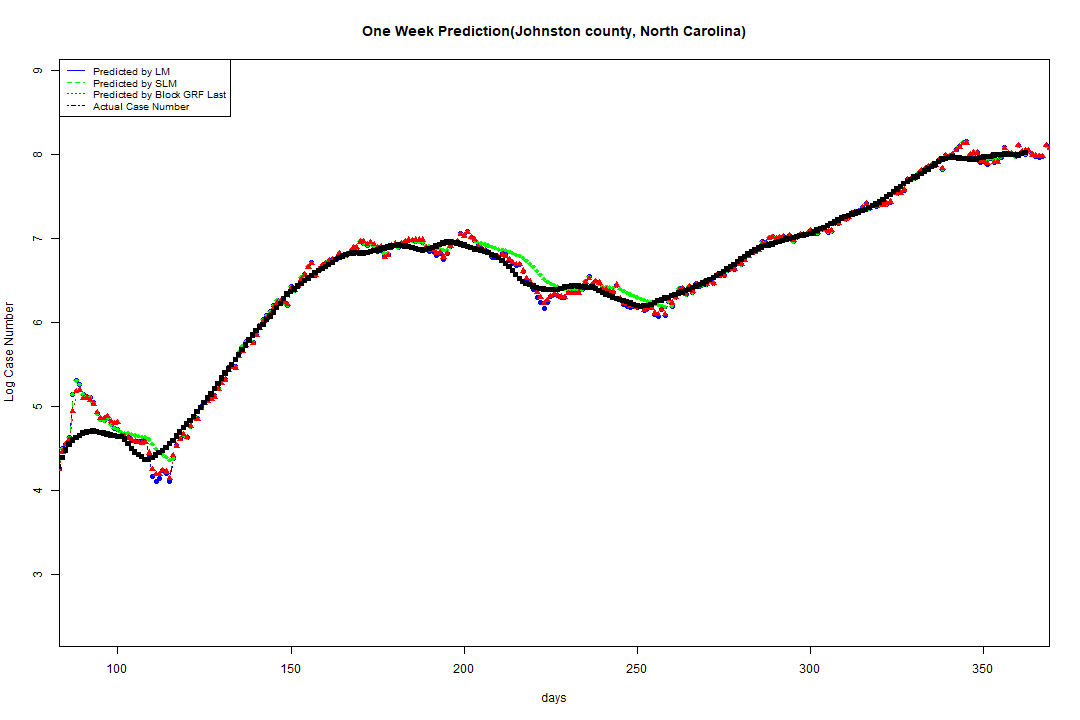 One Week Prediction(Johnston county, North Carolina)
Predicted by LM
Predicted by SLM
Predicted by Block GRF Last
Actual Case Number
9
8
7
6
5
4
3
Log Case Number
100 150 200 250 300 350
days